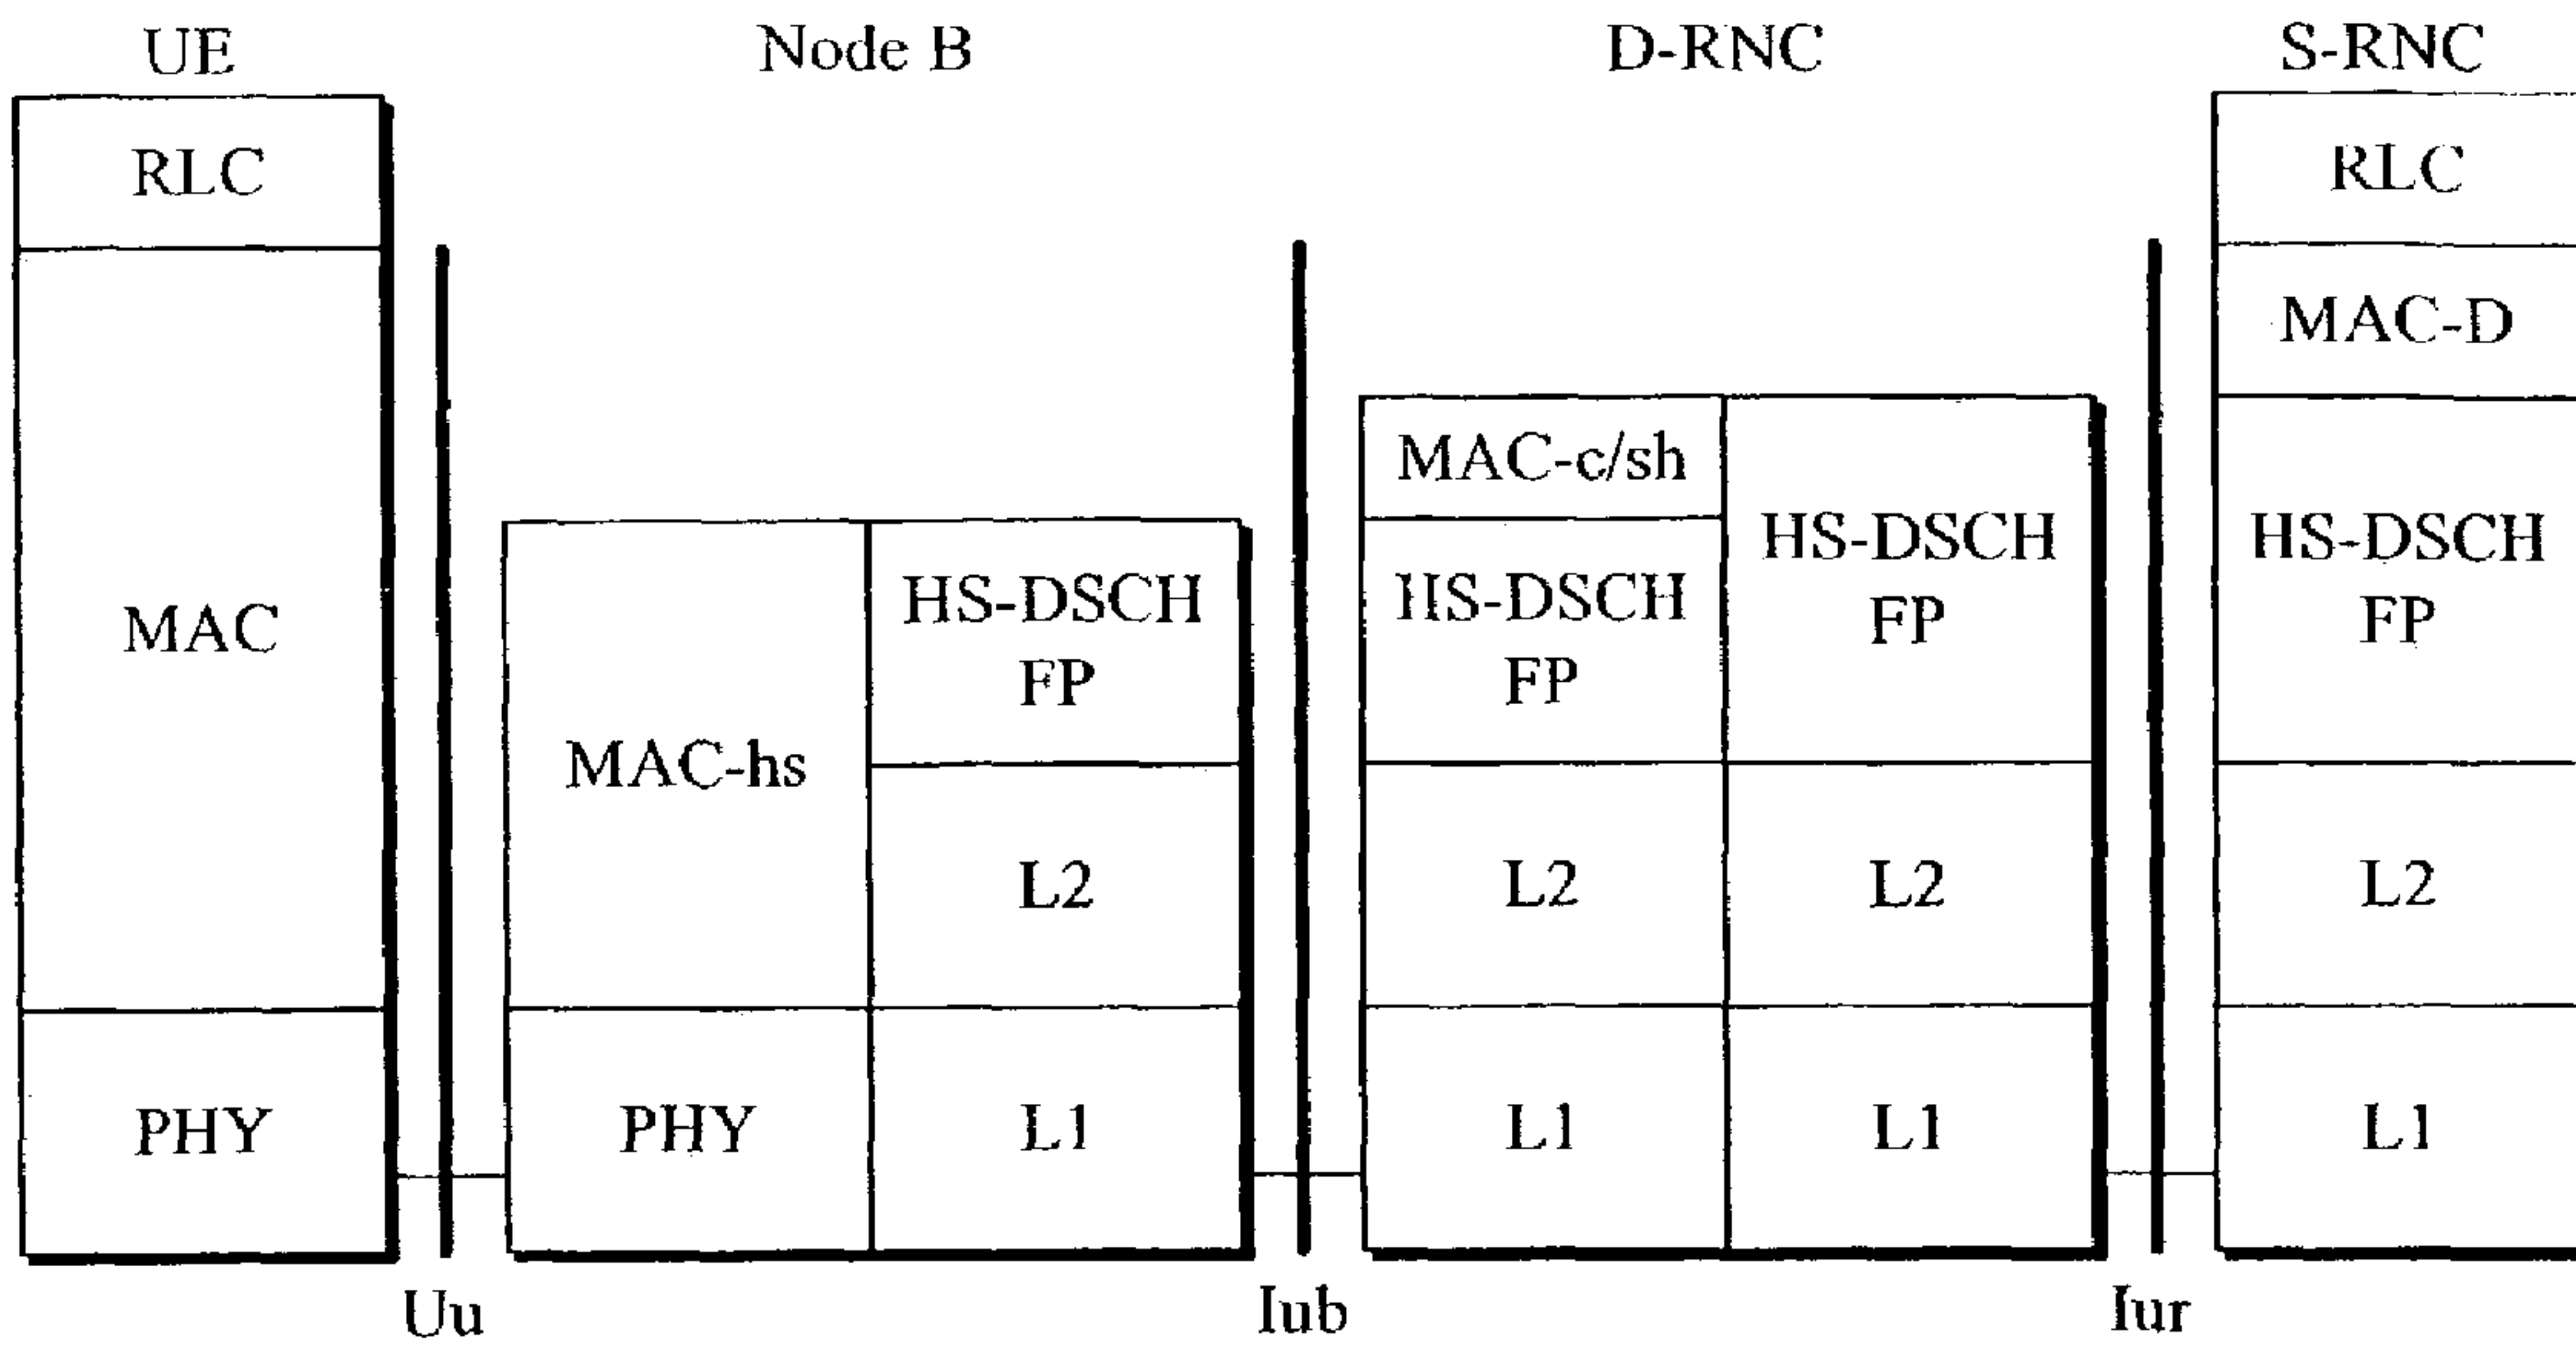 UE
Node B
D-RNC
S-RNC
RLC
MAC
PHY
MAC-hs
PHY
HS-DSCH
FP
L2
L1
MAC-c/sh
HS-DSCH
FP
L2
L1
HS-DSCH
FP
L2
L1
RLC
MAC-D
HS-DSCH
FP
L2
L1
Uu
Iub
Iur